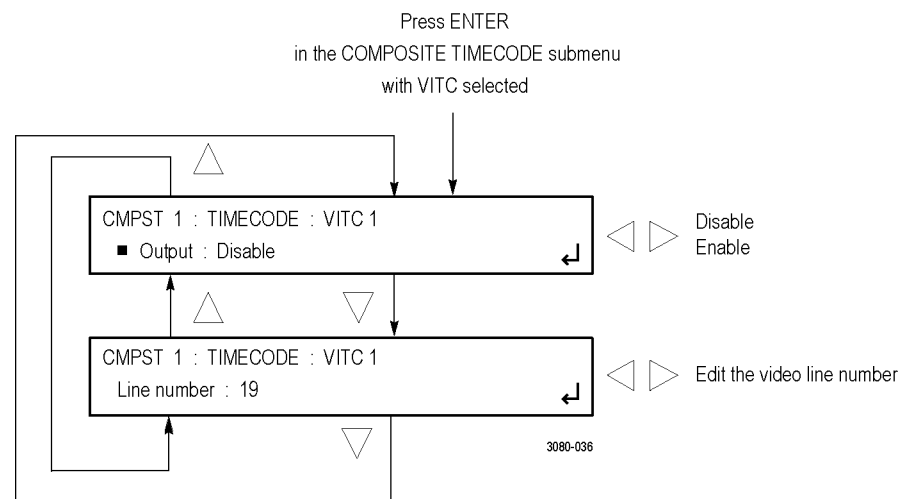 Press ENTER
in the COMPOSITE TIMECODE submenu
with VITC selected
CMPST 1 : TIMECODE : VITC 1
■ Output : Disable
Disable
Enable
CMPST 1 : TIMECODE : VITC 1
Line number : 19
Edit the video line number
3080-036